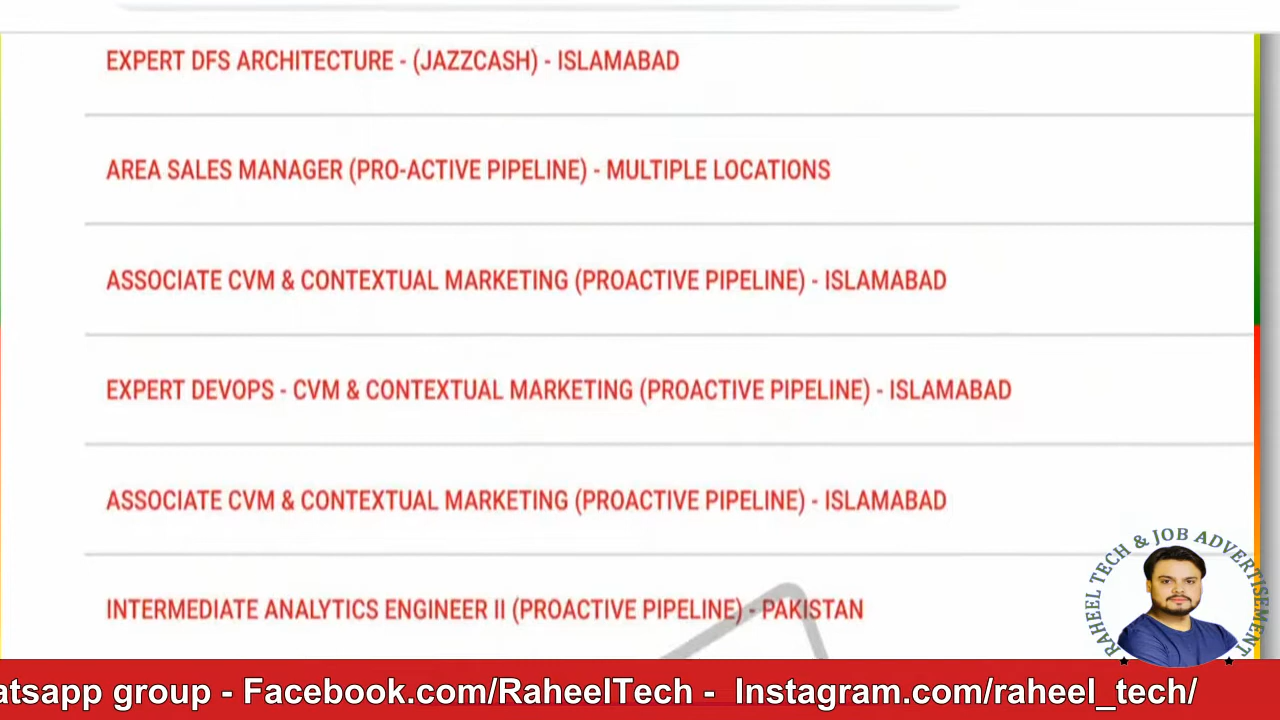 EXPERT DFS ARCHITECTURE - (JAZZCASH) - ISLAMABAD
AREA SALES MANAGER (PRO-ACTIVE PIPELINE) - MULTIPLE LOCATIONS
ASSOCIATE CVM & CONTEXTUAL MARKETING (PROACTIVE PIPELINE) - ISLAMABAD
EXPERT DEVOPS - CVM & CONTEXTUAL MARKETING (PROACTIVE PIPELINE) - ISLAMABAD
ASSOCIATE CVM & CONTEXTUAL MARKETING (PROACTIVE PIPELINE) - ISLAMABAD
INTERMEDIATE ANALYTICS ENGINEER II (PROACTIVE PIPELINE) - PAKISTAN
RAHEEL TECH & JOB ADVERTISEMENT
atsapp group - Facebook.com/RaheelTech - Instagram.com/raheel_tech/